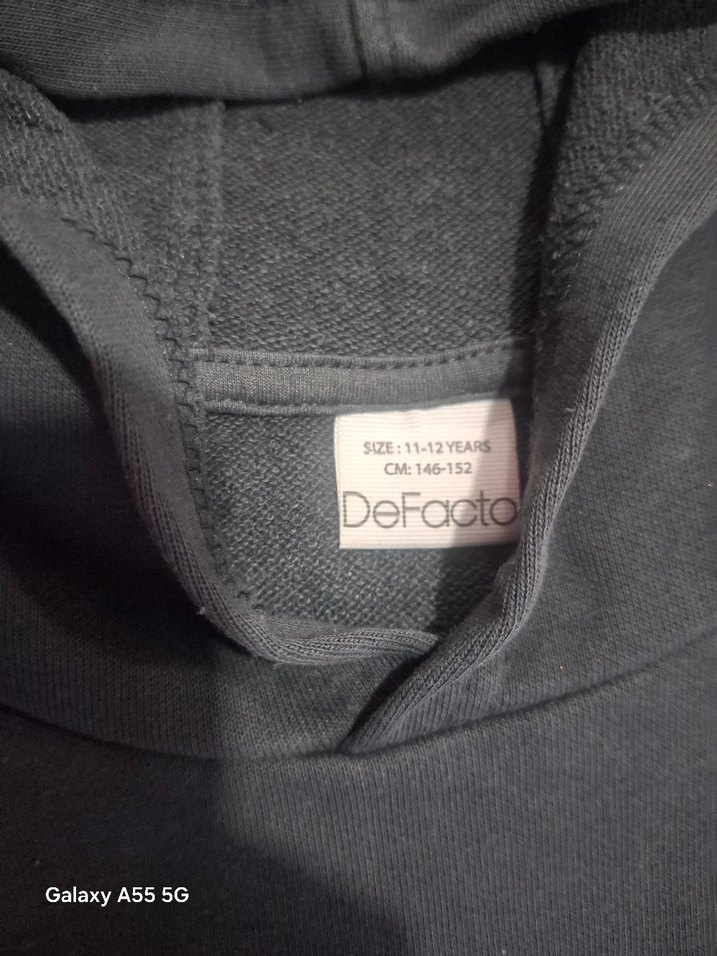 SIZE : 11-12 YEARS
CM: 146-152
DeFacto
Galaxy A55 5G